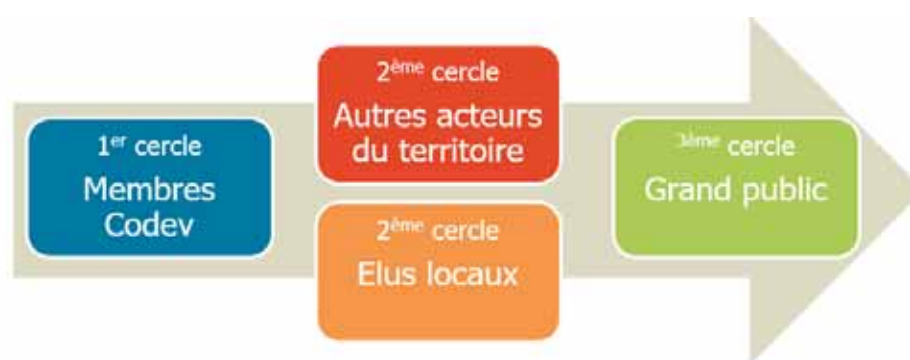 1er cercle
Membres
Codev
2ème cercle
Autres acteurs
du territoire
2ème cercle
Elus locaux
3ème cercle
Grand public